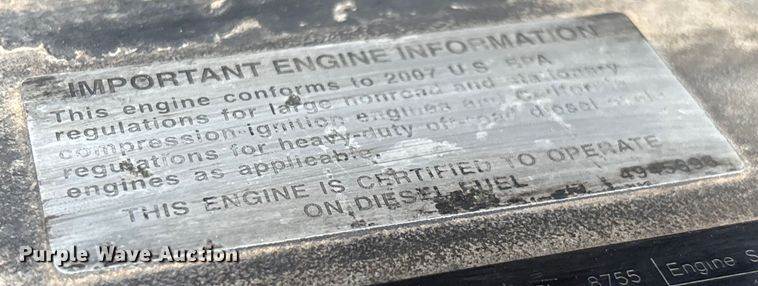 IMPORTANT ENGINE INFORMATION
This engine conforms to 2007 U.S. EPA
regulations for large nonroad and stationary
compression-ignition engines and
regulations for heavy-duty off-road diesel
engines as applicable.
THIS ENGINE IS CERTIFIED TO OPERATE
ON DIESEL FUEL
Purple Wave Auction
8755
Engine S